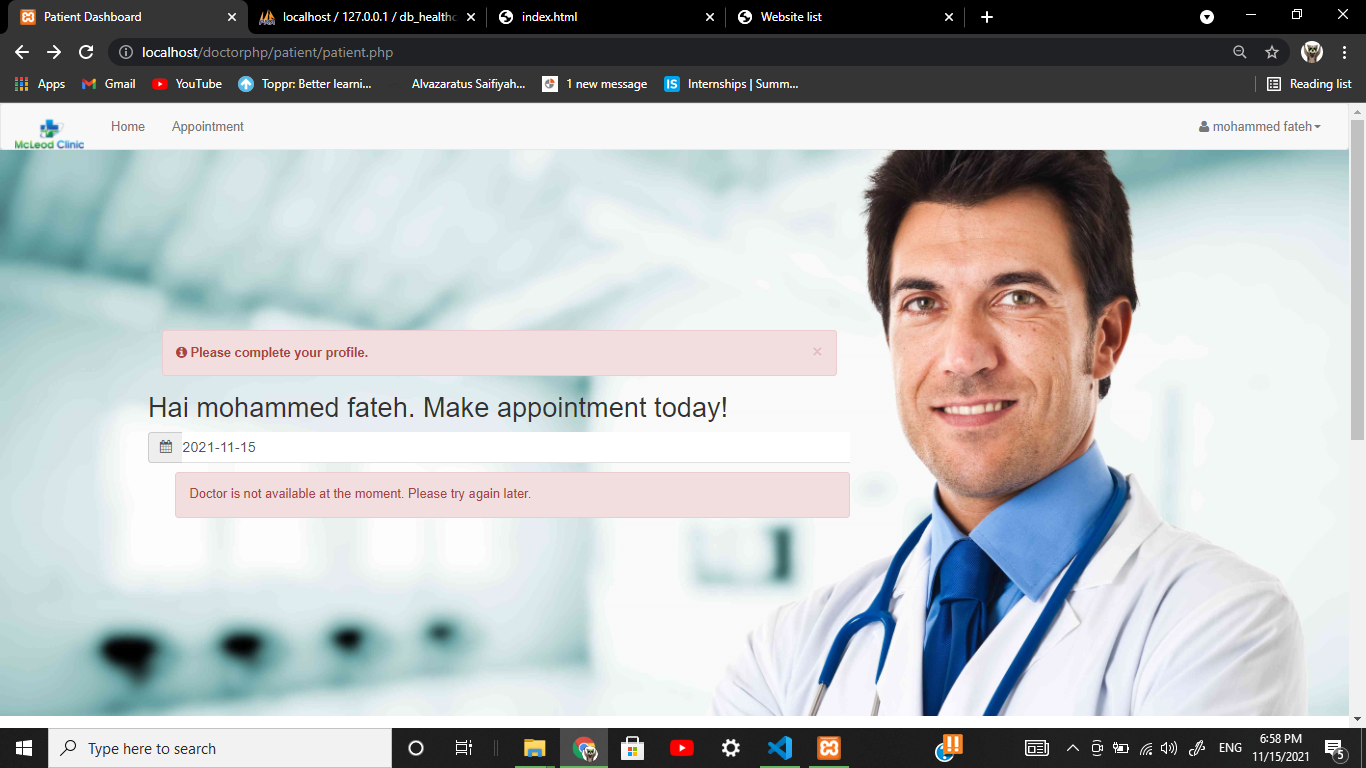 Patient Dashboard
localhost / 127.0.0.1 / db_healthc
index.html
Website list
localhost/doctorphp/patient/patient.php
Apps
Gmail
YouTube
Toppr: Better learni...
Alvazaratus Saifiyah...
1 new message
IS
Internships | Summ...
Reading list
McLeod Clinic
Home
Appointment
mohammed fateh
Please complete your profile.
×
Hai mohammed fateh. Make appointment today!
2021-11-15
Doctor is not available at the moment. Please try again later.
Type here to search
ENG
6:58 PM
11/15/2021
5